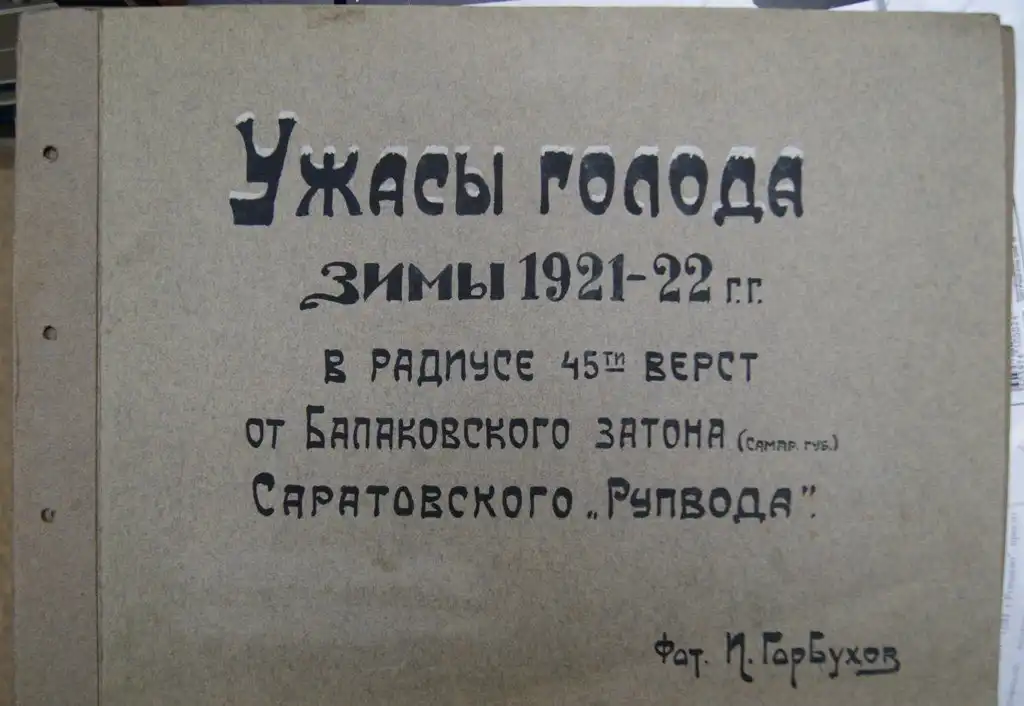 Ужасы голода
зимы 1921-22 г.г.
в радиусе 45ти верст
от Балаковского затона (Самар. губ.)
Саратовского „Рупвода".
Фот. И. Горбухов